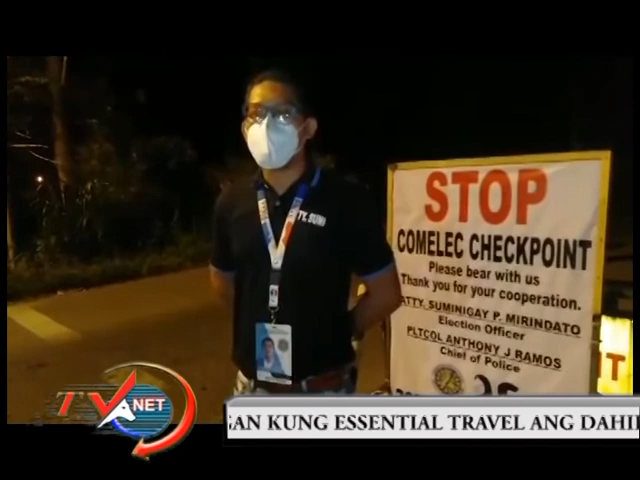 STOP
COMELEC CHECKPOINT
Please bear with us
Thank you for your cooperation.
ATTY. SUMINIGAY P. MIRINDATO
Election Officer
PLTCOL ANTHONY J RAMOS
Chief of Police
TV
NET
GAN KUNG ESSENTIAL TRAVEL ANG DAHI